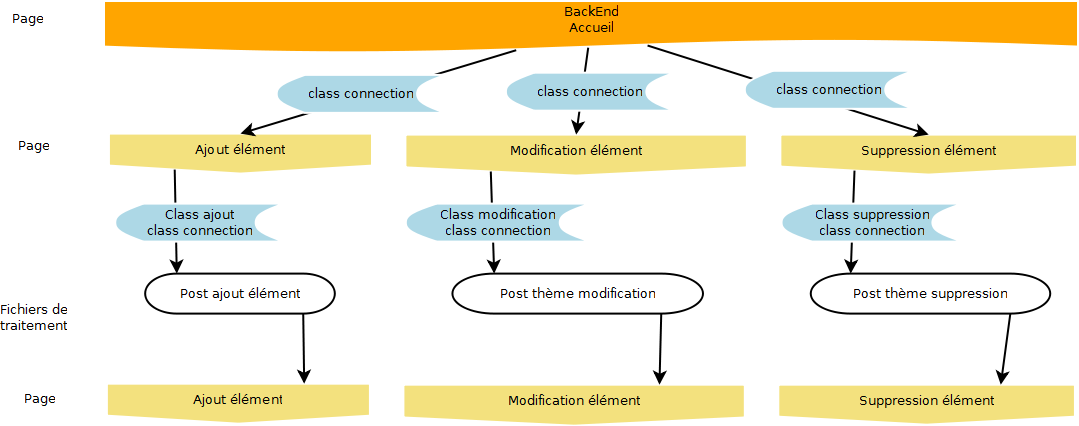 Page
BackEnd
Accueil
class connection
class connection
class connection
Page
Ajout élément
Modification élément
Suppression élément
Class ajout
class connection
Class modification
class connection
Class suppression
class connection
Fichiers de
traitement
Post ajout élément
Post thème modification
Post thème suppression
Page
Ajout élément
Modification élément
Suppression élément